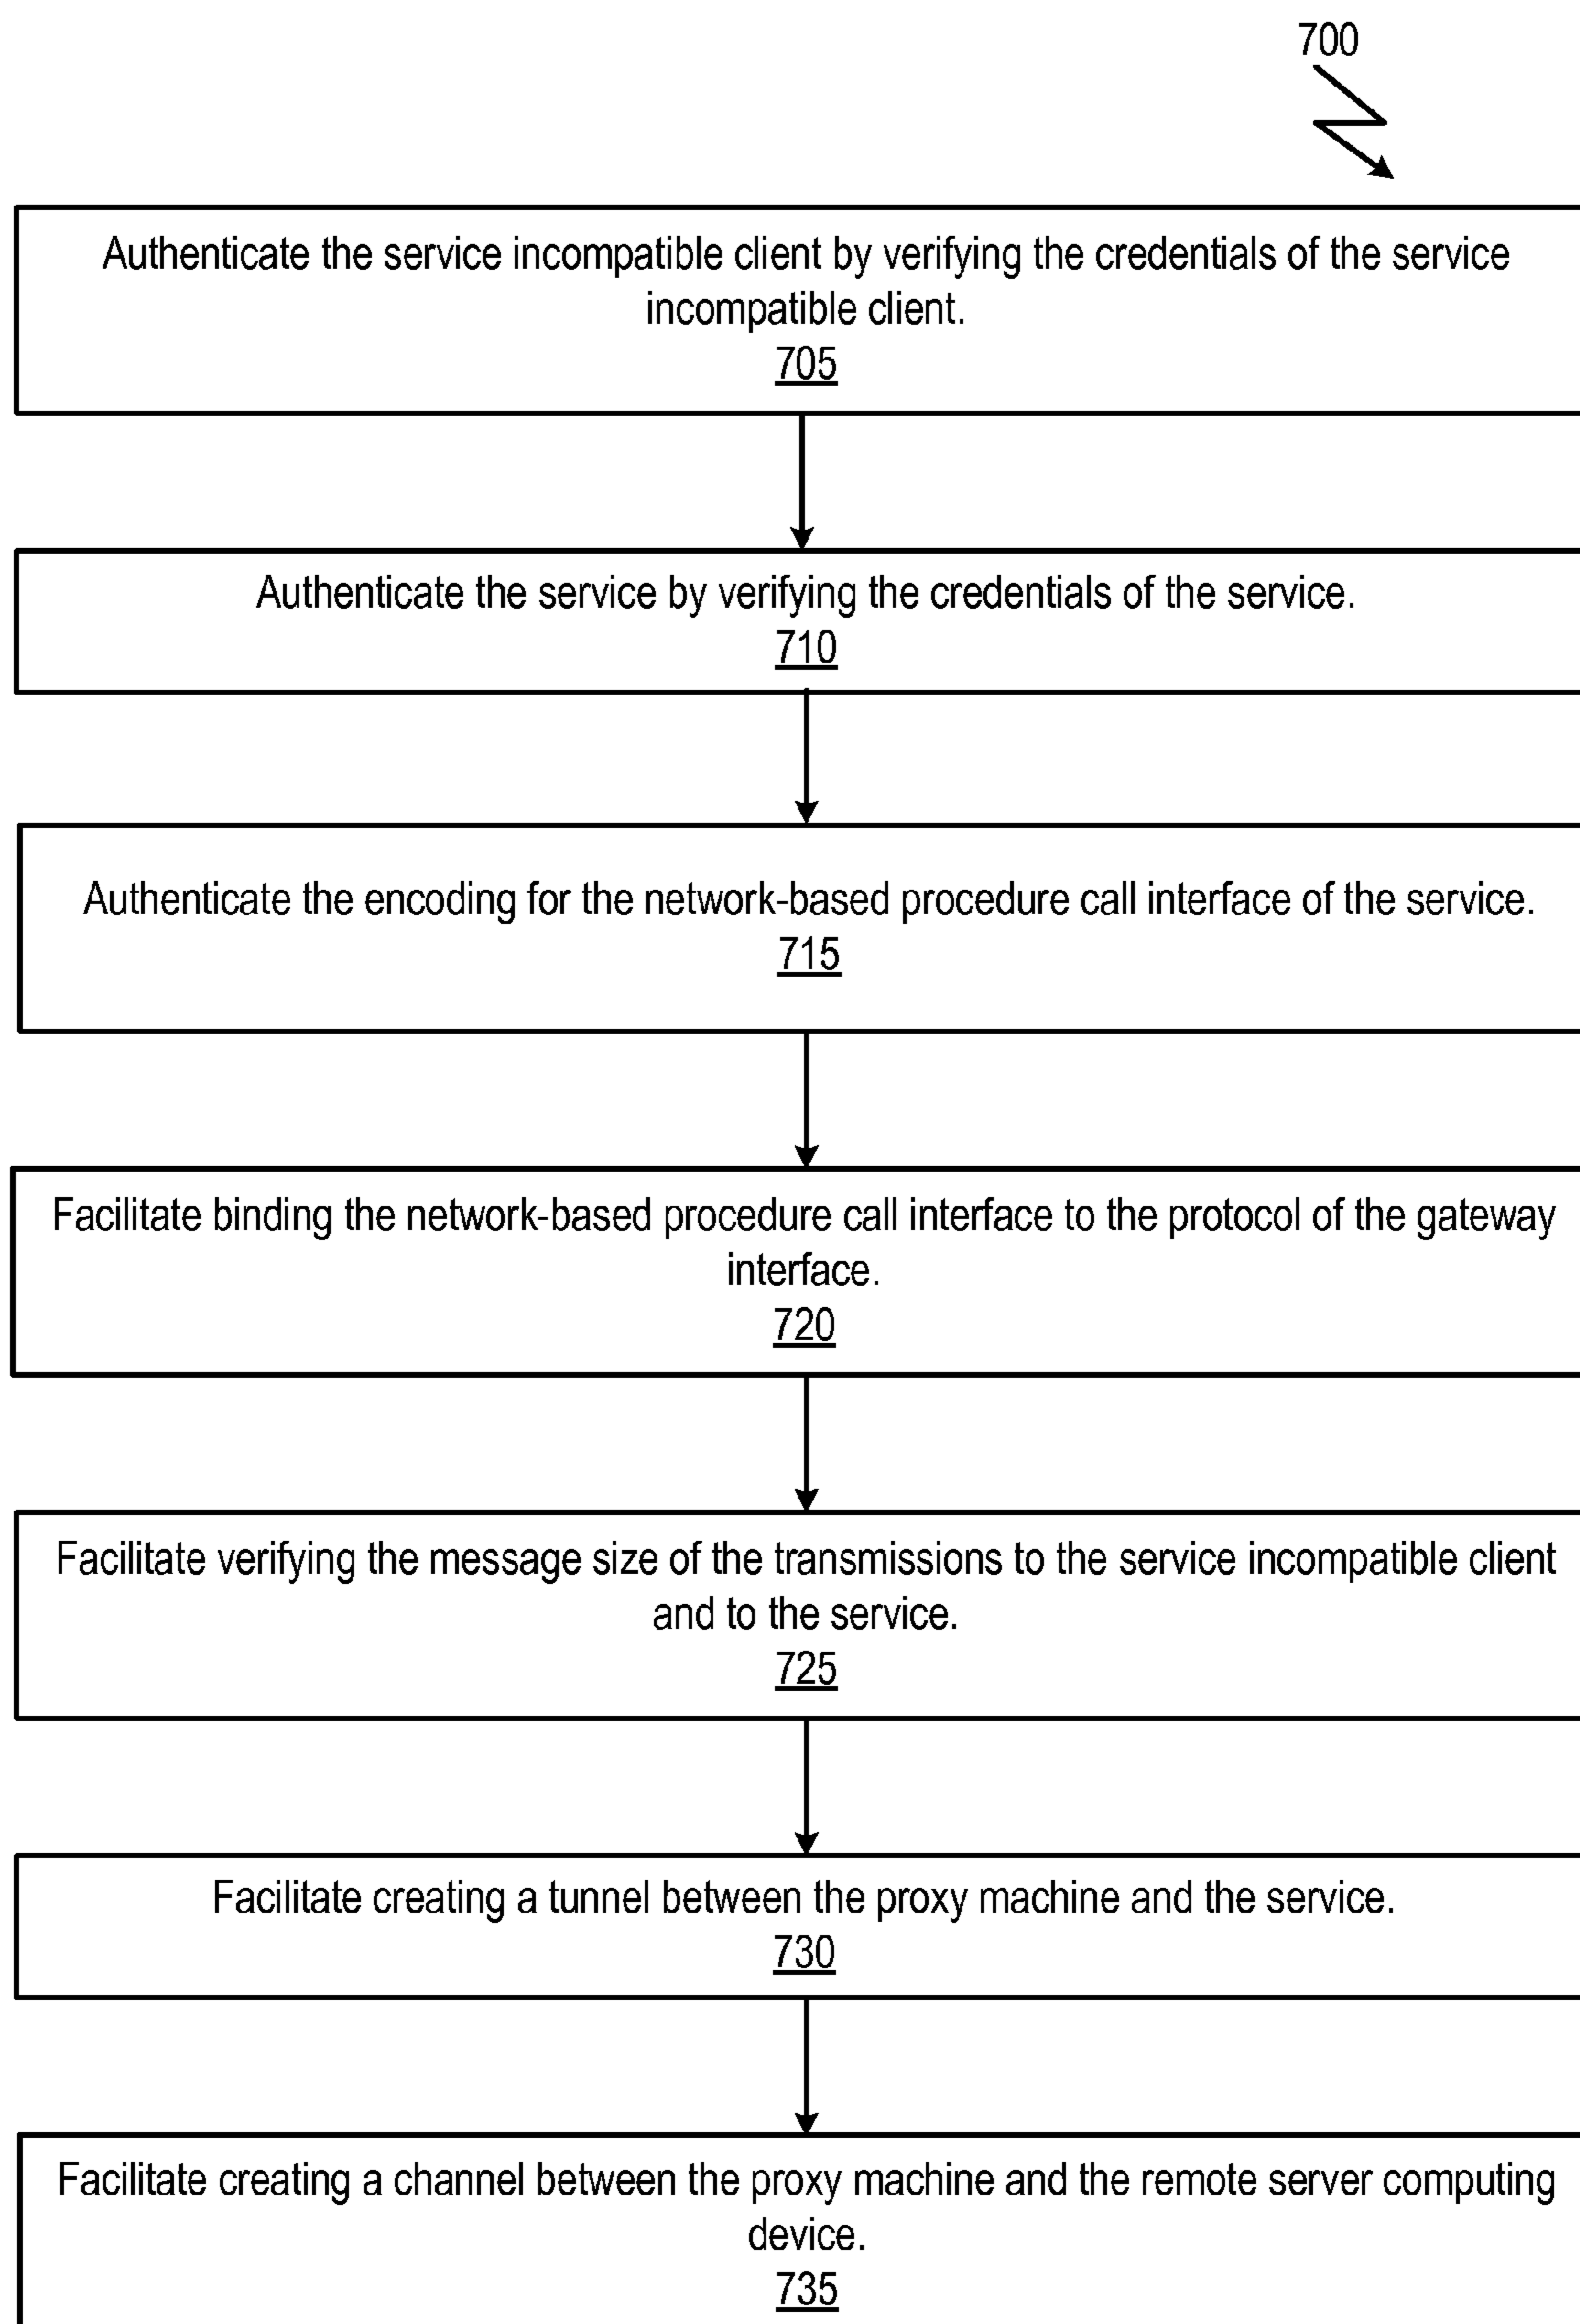 700
Authenticate the service incompatible client by verifying the credentials of the service
incompatible client.
705
Authenticate the service by verifying the credentials of the service.
710
Authenticate the encoding for the network-based procedure call interface of the service.
715
Facilitate binding the network-based procedure call interface to the protocol of the gateway
interface.
720
Facilitate verifying the message size of the transmissions to the service incompatible client
and to the service.
725
Facilitate creating a tunnel between the proxy machine and the service.
730
Facilitate creating a channel between the proxy machine and the remote server computing
device.
735